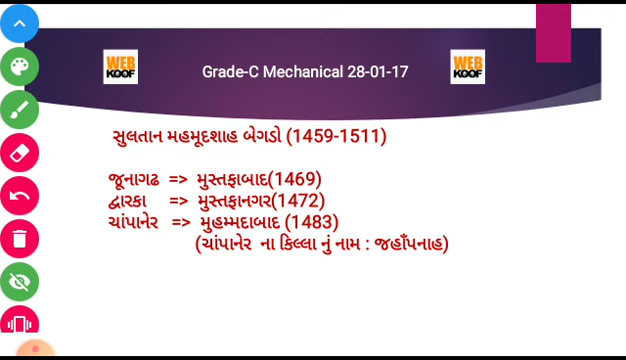 WEB
KOOF
Grade-C Mechanical 28-01-17
WEB
KOOF
સુલતાન મહમૂદશાહ બેગડો (1459-1511)
જૂનાગઢ => મુસ્તફાબાદ(1469)
દ્વારકા => મુસ્તફાનગર(1472)
ચાંપાનેર => મુહમ્મદાબાદ (1483)
(ચાંપાનેર ના કિલ્લા નું નામ : જહાઁપનાહ)